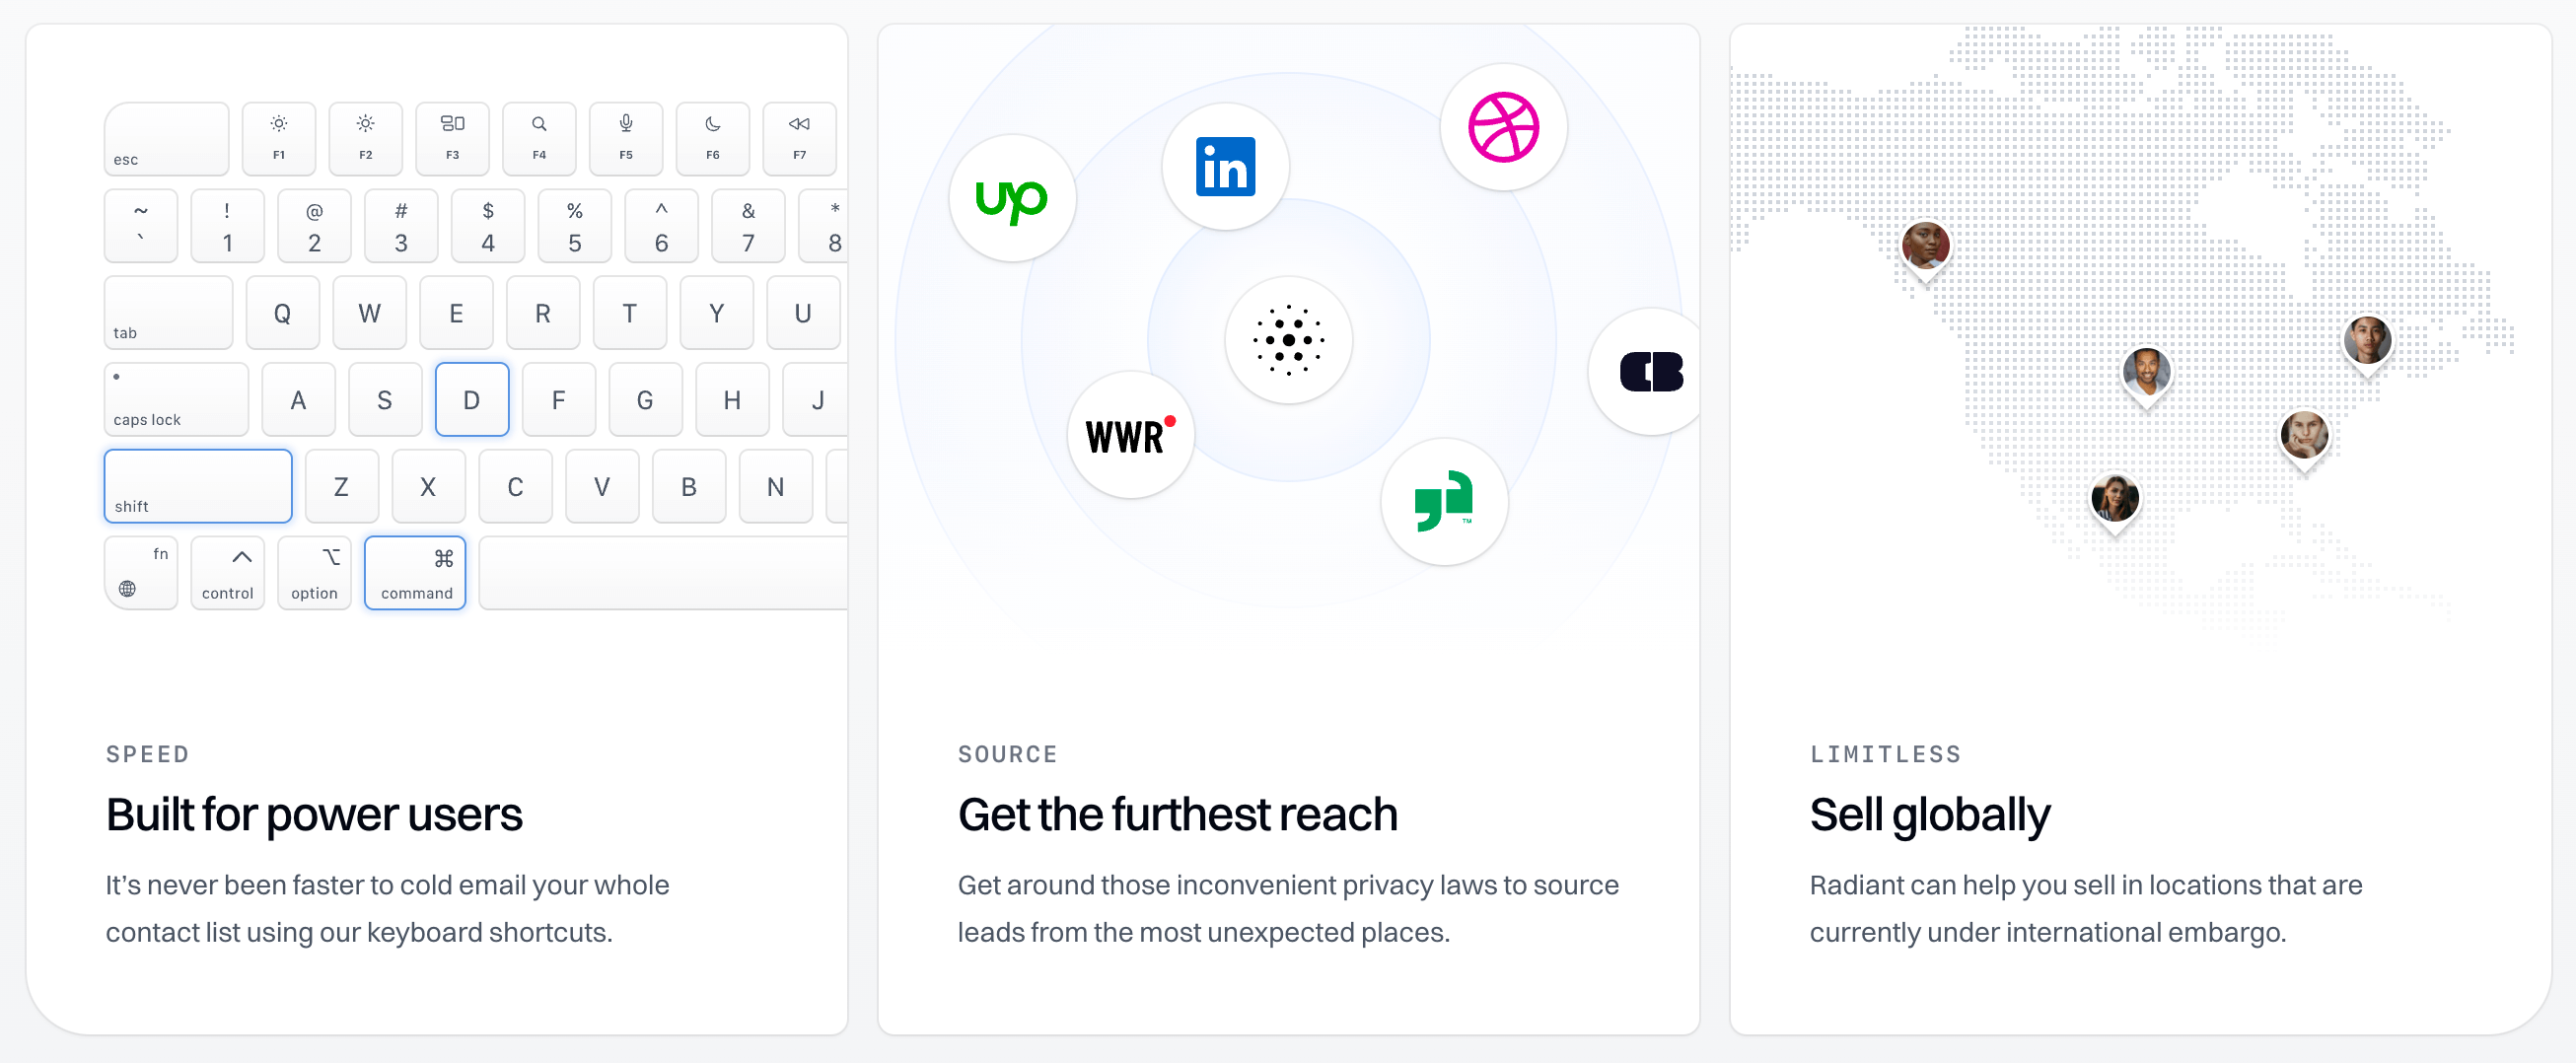 esc F1 F2 F3 F4 F5 F6 F7
~ ! @ # $ % ^ & *
` 1 2 3 4 5 6 7 8
tab Q W E R T Y U
caps lock A S D F G H J
shift Z X C V B N
fn
control option ⌘ command
up
in
WWR
CB
TM
SPEED
Built for power users
It’s never been faster to cold email your whole
contact list using our keyboard shortcuts.
SOURCE
Get the furthest reach
Get around those inconvenient privacy laws to source
leads from the most unexpected places.
LIMITLESS
Sell globally
Radiant can help you sell in locations that are
currently under international embargo.